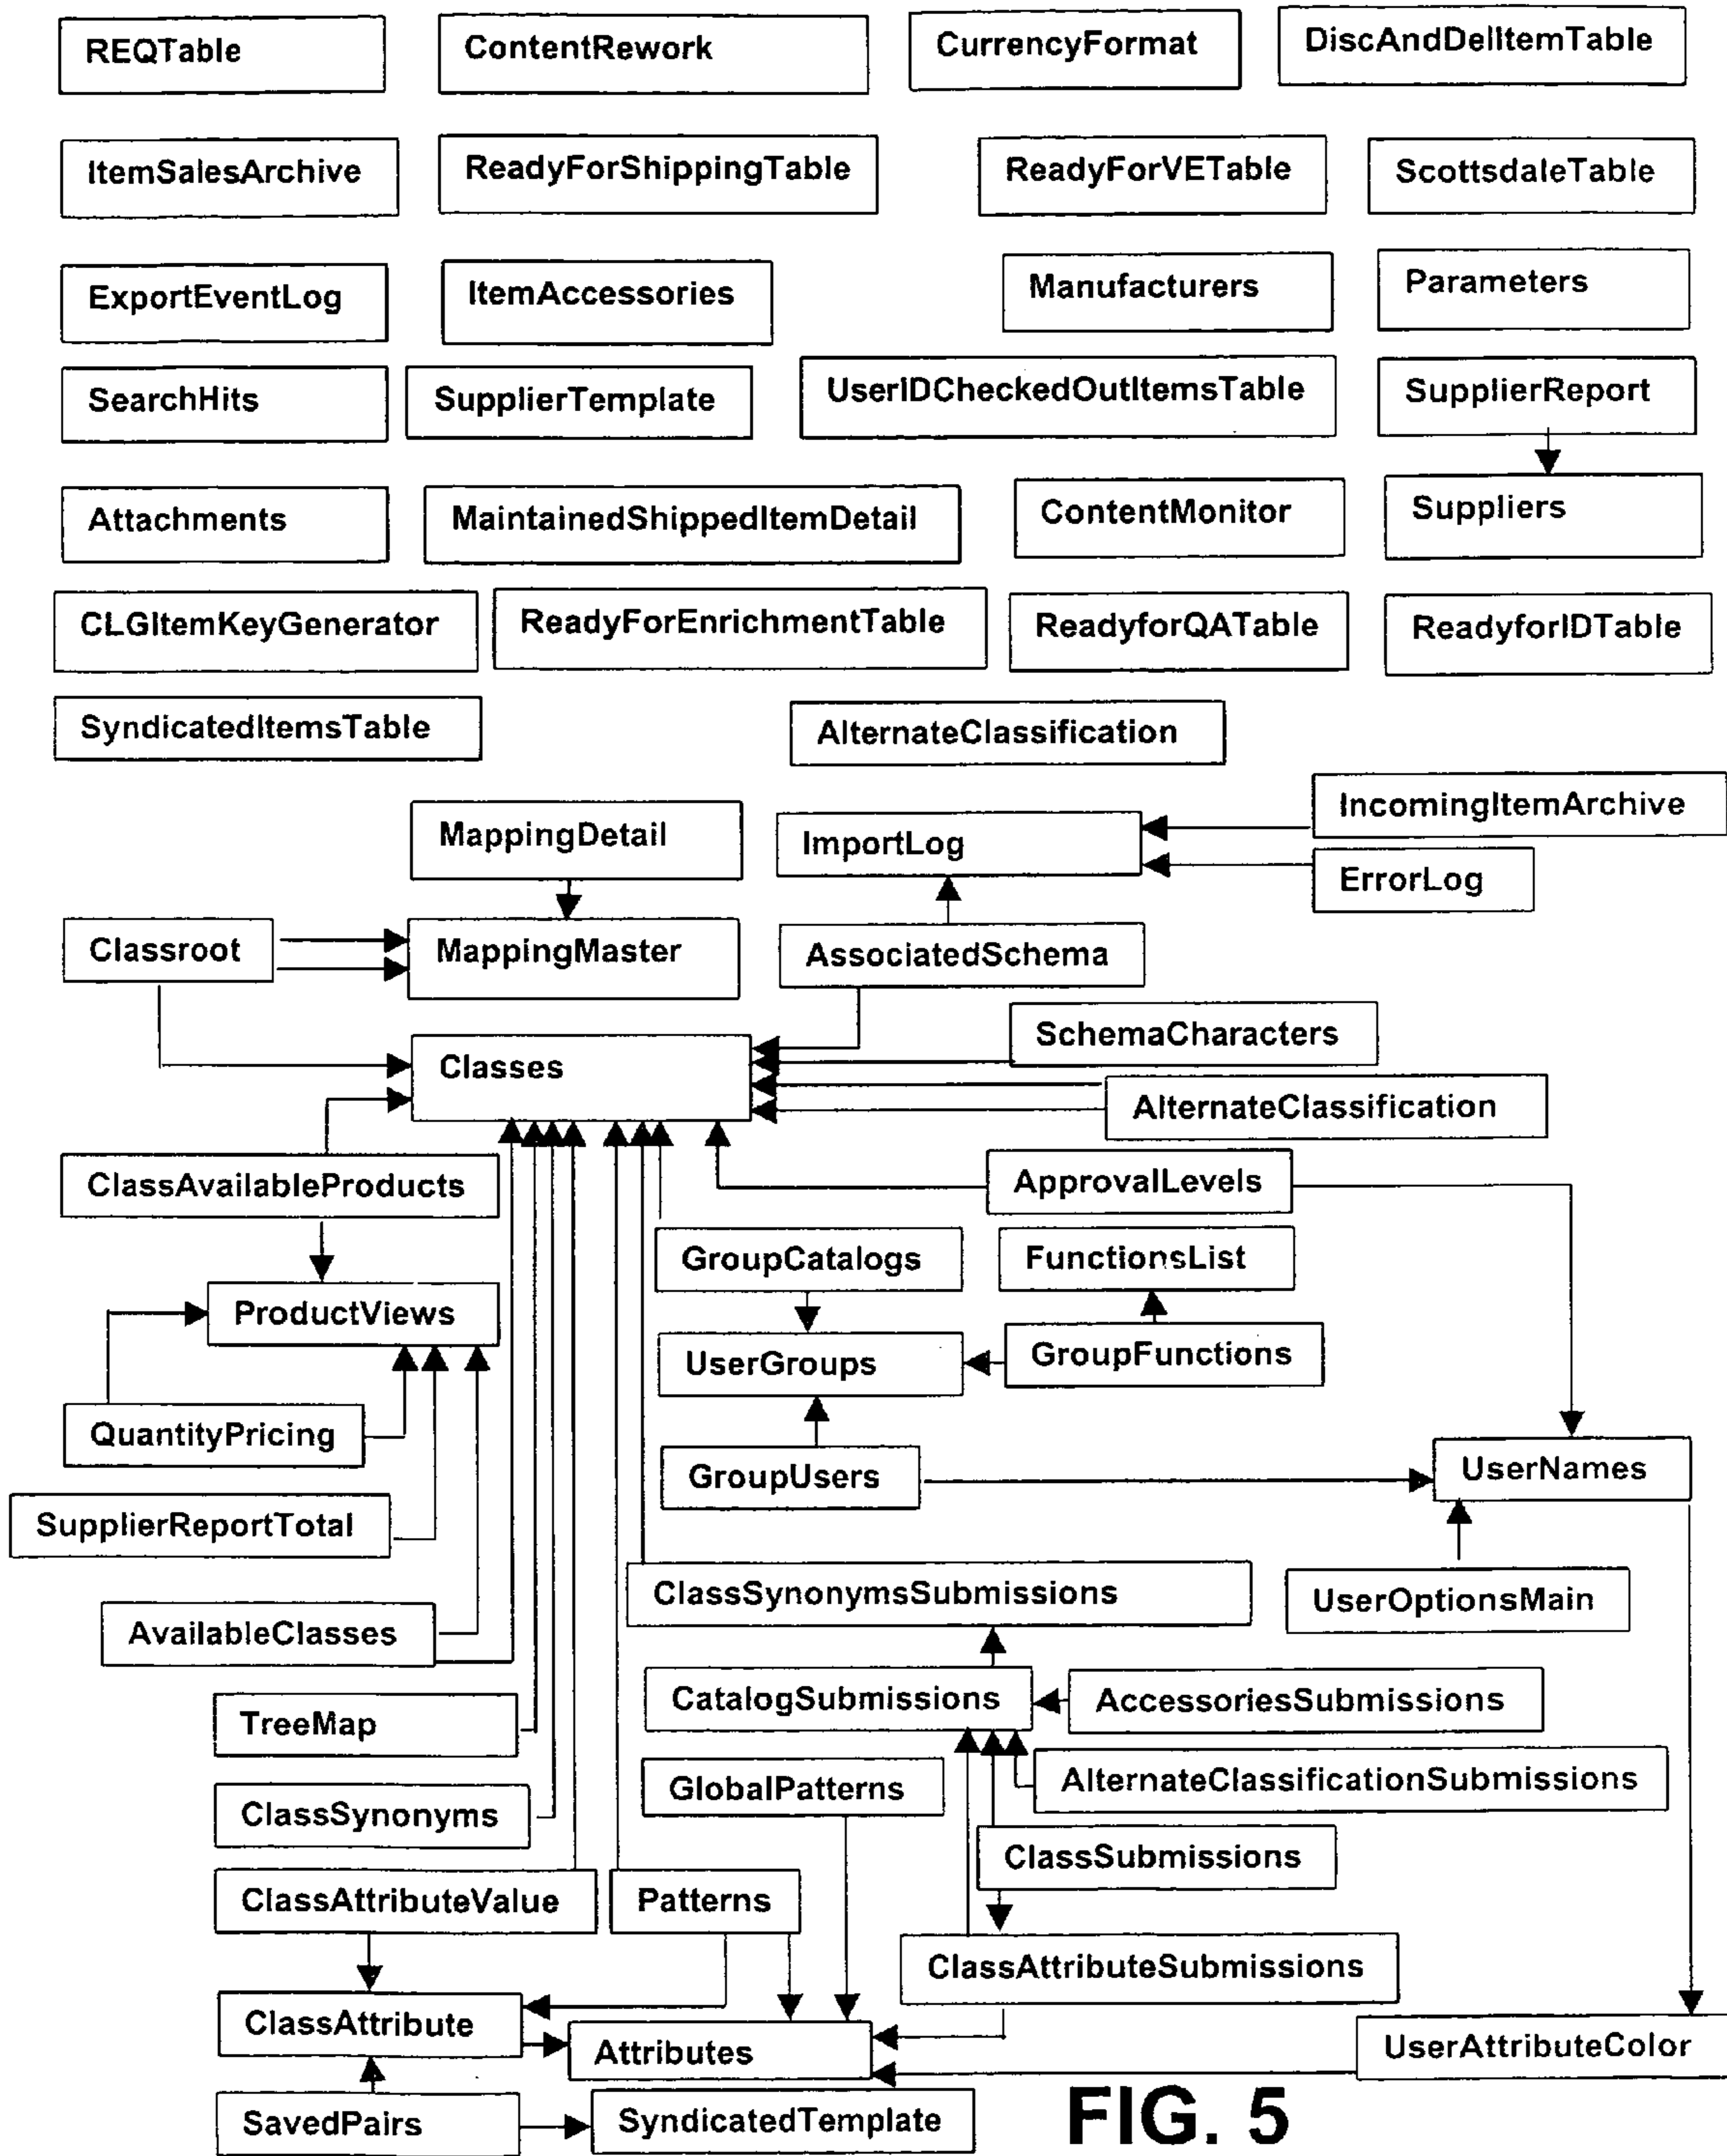 REQTable
ContentRework
CurrencyFormat
DiscAndDelItemTable
ItemSalesArchive
ReadyForShippingTable
ReadyForVETable
ScottsdaleTable
ExportEventLog
ItemAccessories
Manufacturers
Parameters
SearchHits
SupplierTemplate
UserIDCheckedOutItemsTable
SupplierReport
Attachments
MaintainedShippedItemDetail
ContentMonitor
Suppliers
CLGItemKeyGenerator
ReadyForEnrichmentTable
ReadyforQATable
ReadyforIDTable
SyndicatedItemsTable
AlternateClassification
MappingDetail
ImportLog
IncomingItemArchive
ErrorLog
Classroot
MappingMaster
AssociatedSchema
SchemaCharacters
Classes
AlternateClassification
ClassAvailableProducts
ApprovalLevels
GroupCatalogs
FunctionsList
ProductViews
UserGroups
GroupFunctions
QuantityPricing
GroupUsers
UserNames
SupplierReportTotal
ClassSynonymsSubmissions
UserOptionsMain
AvailableClasses
CatalogSubmissions
AccessoriesSubmissions
TreeMap
GlobalPatterns
AlternateClassificationSubmissions
ClassSynonyms
ClassSubmissions
ClassAttributeValue
Patterns
ClassAttributeSubmissions
ClassAttribute
Attributes
UserAttributeColor
SavedPairs
SyndicatedTemplate
FIG. 5